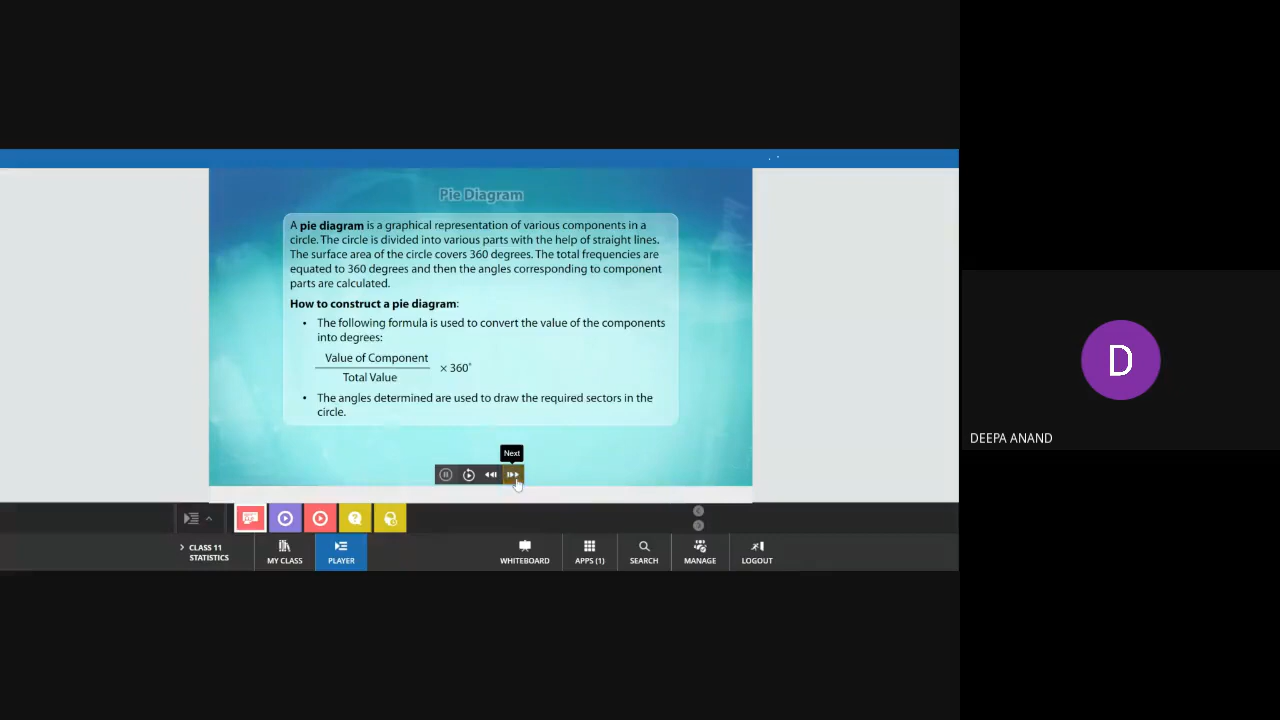 Pie Diagram
A pie diagram is a graphical representation of various components in a
circle. The circle is divided into various parts with the help of straight lines.
The surface area of the circle covers 360 degrees. The total frequencies are
equated to 360 degrees and then the angles corresponding to component
parts are calculated.
How to construct a pie diagram:
• The following formula is used to convert the value of the components
into degrees:
Value of Component
Total Value
× 360°
• The angles determined are used to draw the required sectors in the
circle.
Next
D
DEEPA ANAND
CLASS 11
STATISTICS
MY CLASS
PLAYER
WHITEBOARD
APPS (1)
SEARCH
MANAGE
LOGOUT